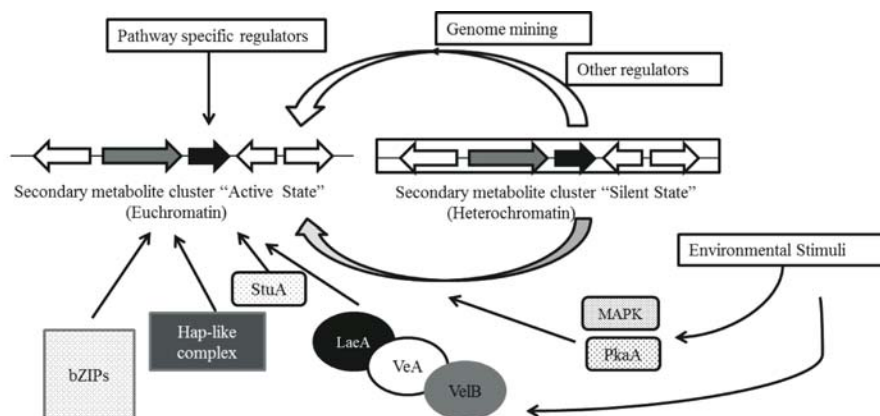 Pathway specific regulators
Genome mining
Other regulators
Secondary metabolite cluster “Active State”
(Euchromatin)
Secondary metabolite cluster “Silent State”
(Heterochromatin)
Environmental Stimuli
StuA
MAPK
Hap-like
complex
LaeA
PkaA
bZIPs
VeA
VelB